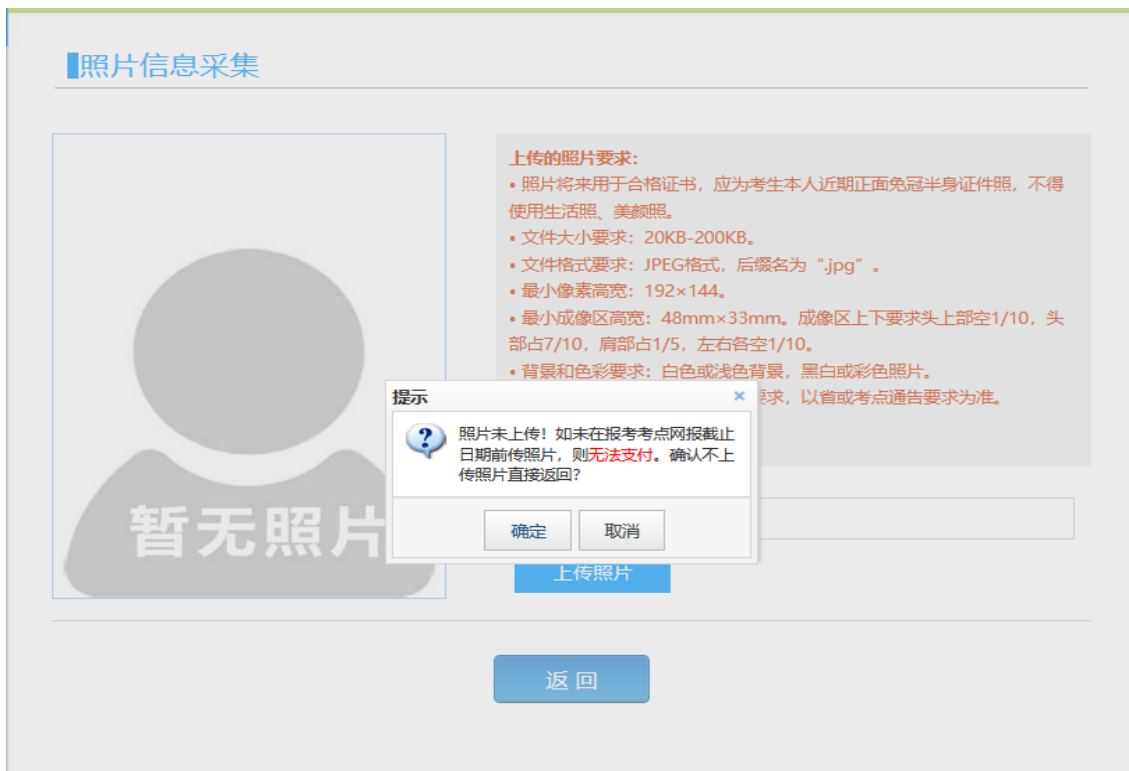 照片信息采集
上传的照片要求：
• 照片将来用于合格证书，应为考生本人近期正面免冠半身证件照，不得
使用生活照、美颜照。
• 文件大小要求：20KB-200KB。
• 文件格式要求：JPEG格式，后缀名为“.jpg”。
• 最小像素高宽：192×144。
• 最小成像区高宽：48mm×33mm。成像区上下要求头上部空1/10，头
部占7/10，肩部占1/5，左右各空1/10。
• 背景和色彩要求：白色或浅色背景，黑白或彩色照片。
要求，以省或考点通告要求为准。
提示
照片未上传！如未在报考考点网报截止
日期前传照片，则无法支付。确认不上
传照片直接返回？
确定 取消
暂无照片
上传照片
返 回